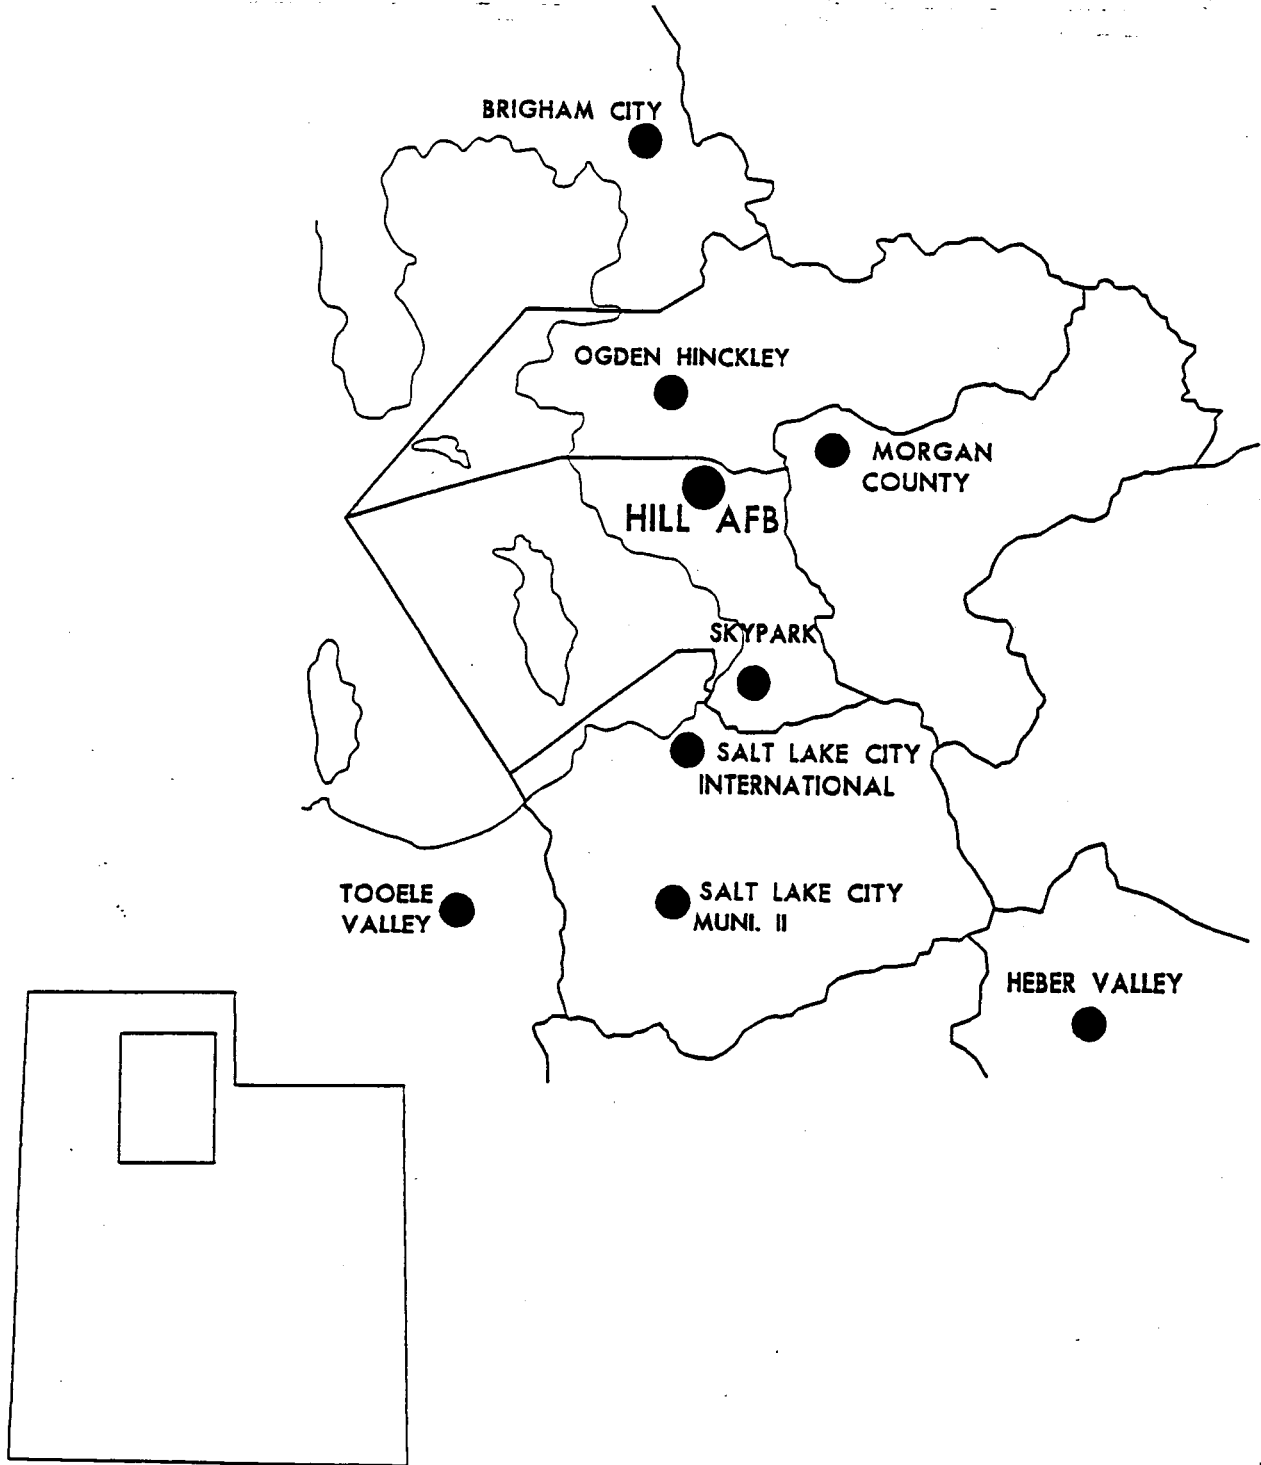 BRIGHAM CITY
OGDEN HINCKLEY
MORGAN
COUNTY
HILL AFB
SKYPARK
SALT LAKE CITY
INTERNATIONAL
TOOELE
VALLEY
SALT LAKE CITY
MUNI. II
HEBER VALLEY